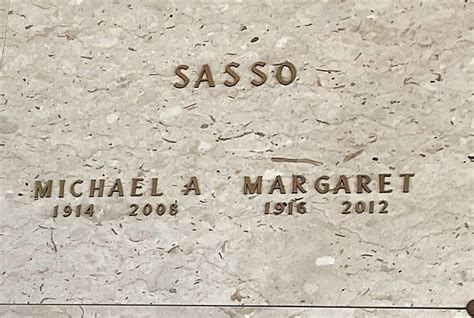 SASSO
MICHAEL A MARGARET
1914 2008 1916 2012